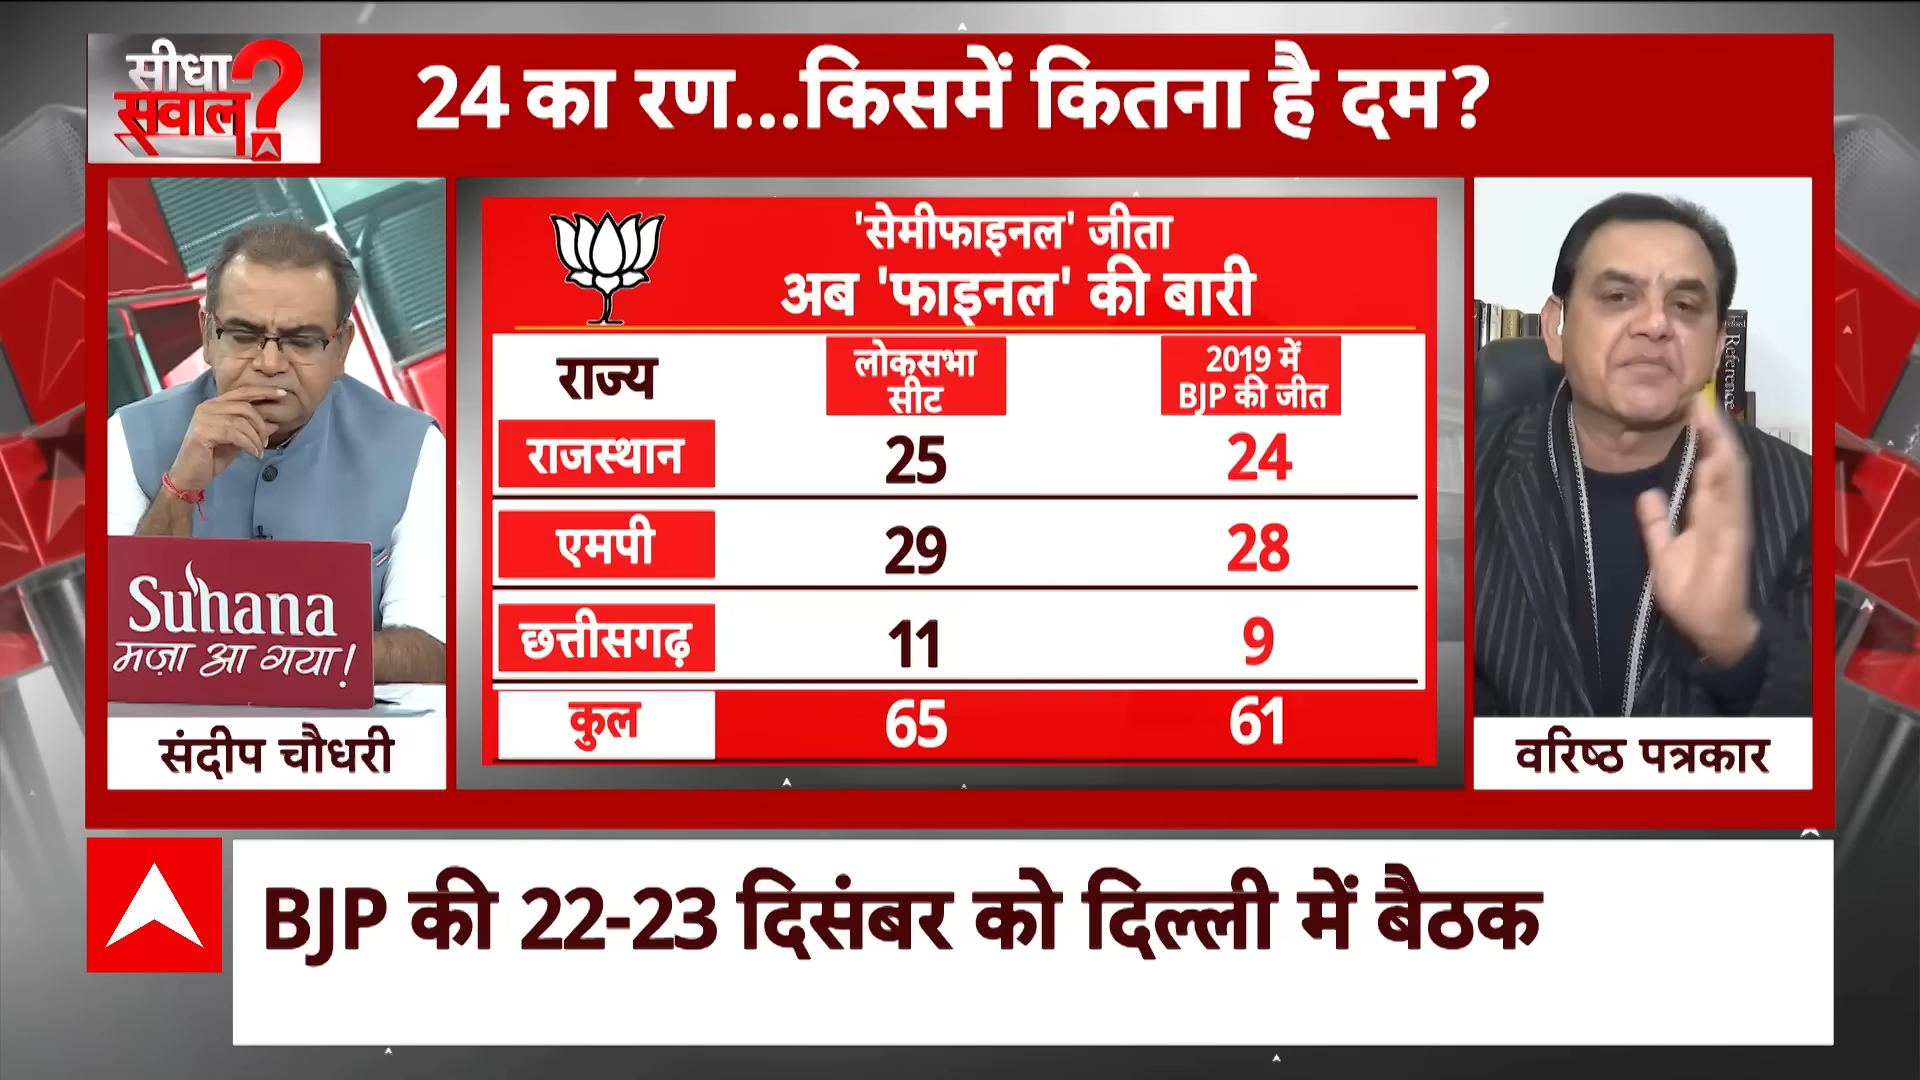 सीधा
सवाल?
24 का रण...किसमें कितना है दम?
'सेमीफाइनल' जीता
अब 'फाइनल' की बारी
राज्य
लोकसभा
सीट
2019 में
BJP की जीत
राजस्थान
25
24
एमपी
29
28
छत्तीसगढ़
11
9
कुल
65
61
Reference
Suhana
मज़ा आ गया!
संदीप चौधरी
वरिष्ठ पत्रकार
BJP की 22-23 दिसंबर को दिल्ली में बैठक